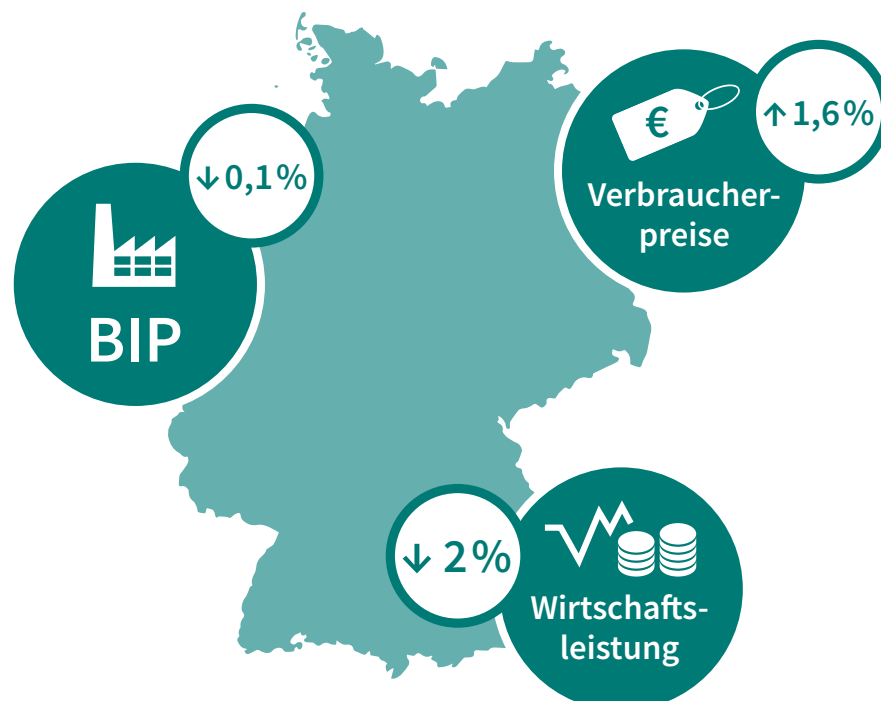 ↑ 1,6 %
€
Verbraucher-
preise
↓ 0,1 %
BIP
↓ 2 %
Wirtschafts-
leistung